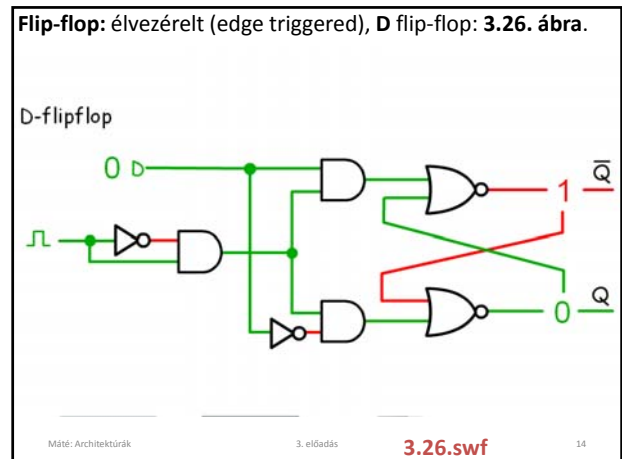 Flip-flop: élvezérelt (edge triggered), D flip-flop: 3.26. ábra.
D-flipflop
0 D
1 Q̅
0 Q
Máté: Architektúrák
3. előadás
3.26.swf
14